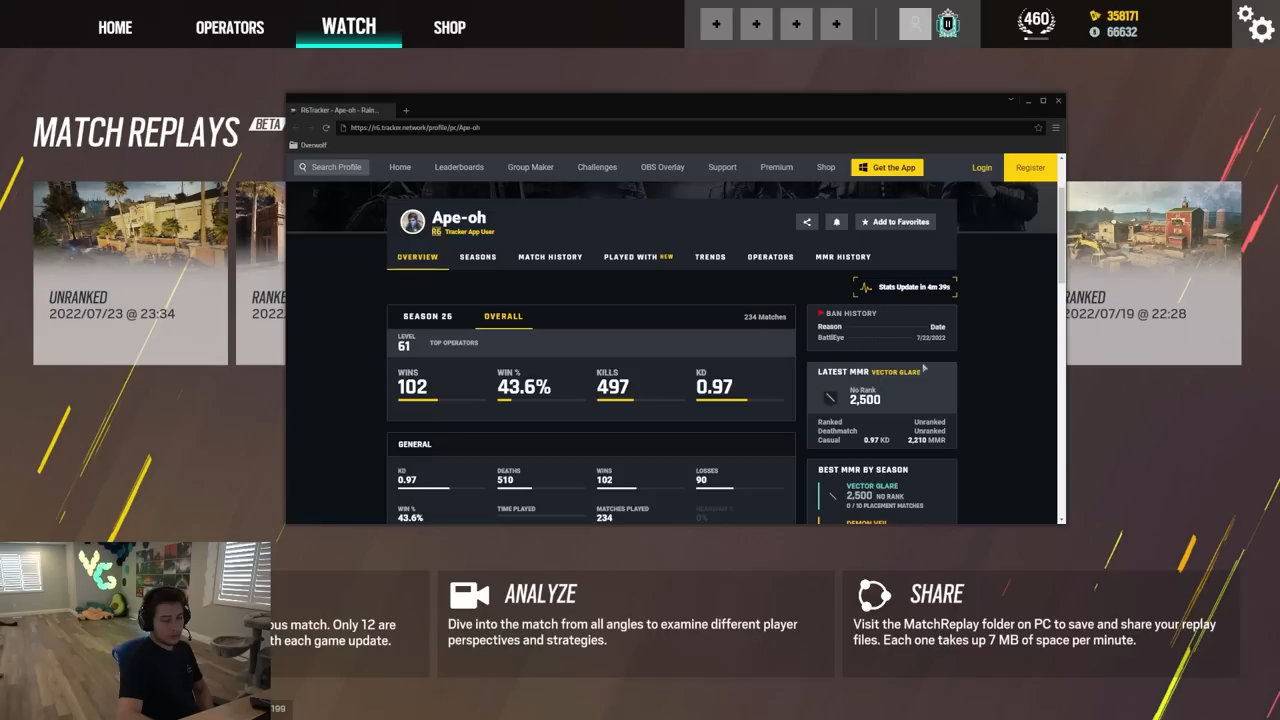 HOME
OPERATORS
WATCH
SHOP
460
358171
66632
MATCH REPLAYS BETA
UNRANKED
2022/07/23 @ 23:34
RANKE
2022/
RANKED
2022/07/19 @ 22:28
R6Tracker - Ape-oh - Rain...
https://r6.tracker.network/profile/pc/Ape-oh
Overwolf
Search Profile
Home
Leaderboards
Group Maker
Challenges
OBS Overlay
Support
Premium
Shop
Get the App
Login
Register
Ape-oh
R6 Tracker App User
Add to Favorites
OVERVIEW
SEASONS
MATCH HISTORY
PLAYED WITH NEW
TRENDS
OPERATORS
MMR HISTORY
Stats Update in 4m 39s
SEASON 26
OVERALL
234 Matches
LEVEL
61
TOP OPERATORS
WINS
102
WIN %
43.6%
KILLS
497
KD
0.97
GENERAL
KD
0.97
DEATHS
510
WINS
102
LOSSES
90
WIN %
43.6%
TIME PLAYED
MATCHES PLAYED
234
0%
BAN HISTORY
Reason Date
BattlEye 7/22/2022
LATEST MMR VECTOR GLARE
No Rank
2,500
Ranked Unranked
Deathmatch Unranked
Casual 0.97 KD 2,210 MMR
BEST MMR BY SEASON
VECTOR GLARE
2,500 NO RANK
0 / 10 PLACEMENT MATCHES
DEMON VEIL
VG
ous match. Only 12 are
th each game update.
ANALYZE
Dive into the match from all angles to examine different player
perspectives and strategies.
SHARE
Visit the MatchReplay folder on PC to save and share your replay
files. Each one takes up 7 MB of space per minute.
199